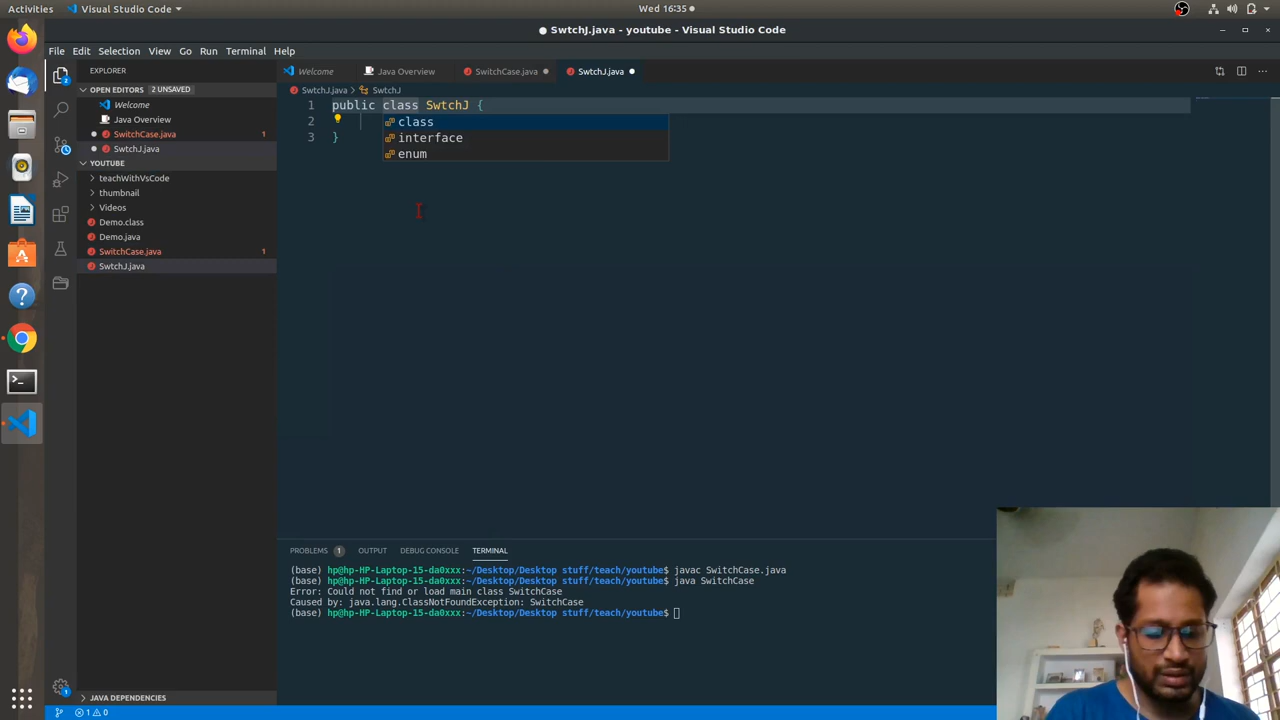 Activities Visual Studio Code Wed 16:35
SwtchJ.java - youtube - Visual Studio Code
File Edit Selection View Go Run Terminal Help
EXPLORER
Welcome Java Overview SwitchCase.java SwtchJ.java
OPEN EDITORS 2 UNSAVED
SwtchJ.java > SwtchJ
Welcome
Java Overview
SwitchCase.java 1
SwtchJ.java
YOUTUBE
teachWithVsCode
thumbnail
Videos
Demo.class
Demo.java
SwitchCase.java 1
SwtchJ.java
JAVA DEPENDENCIES
1 public class SwtchJ {
2
3 }
class
interface
enum
PROBLEMS 1 OUTPUT DEBUG CONSOLE TERMINAL
(base) hp@hp-HP-Laptop-15-da0xxx:~/Desktop/Desktop stuff/teach/youtube$ javac SwitchCase.java
(base) hp@hp-HP-Laptop-15-da0xxx:~/Desktop/Desktop stuff/teach/youtube$ java SwitchCase
Error: Could not find or load main class SwitchCase
Caused by: java.lang.ClassNotFoundException: SwitchCase
(base) hp@hp-HP-Laptop-15-da0xxx:~/Desktop/Desktop stuff/teach/youtube$
1 0